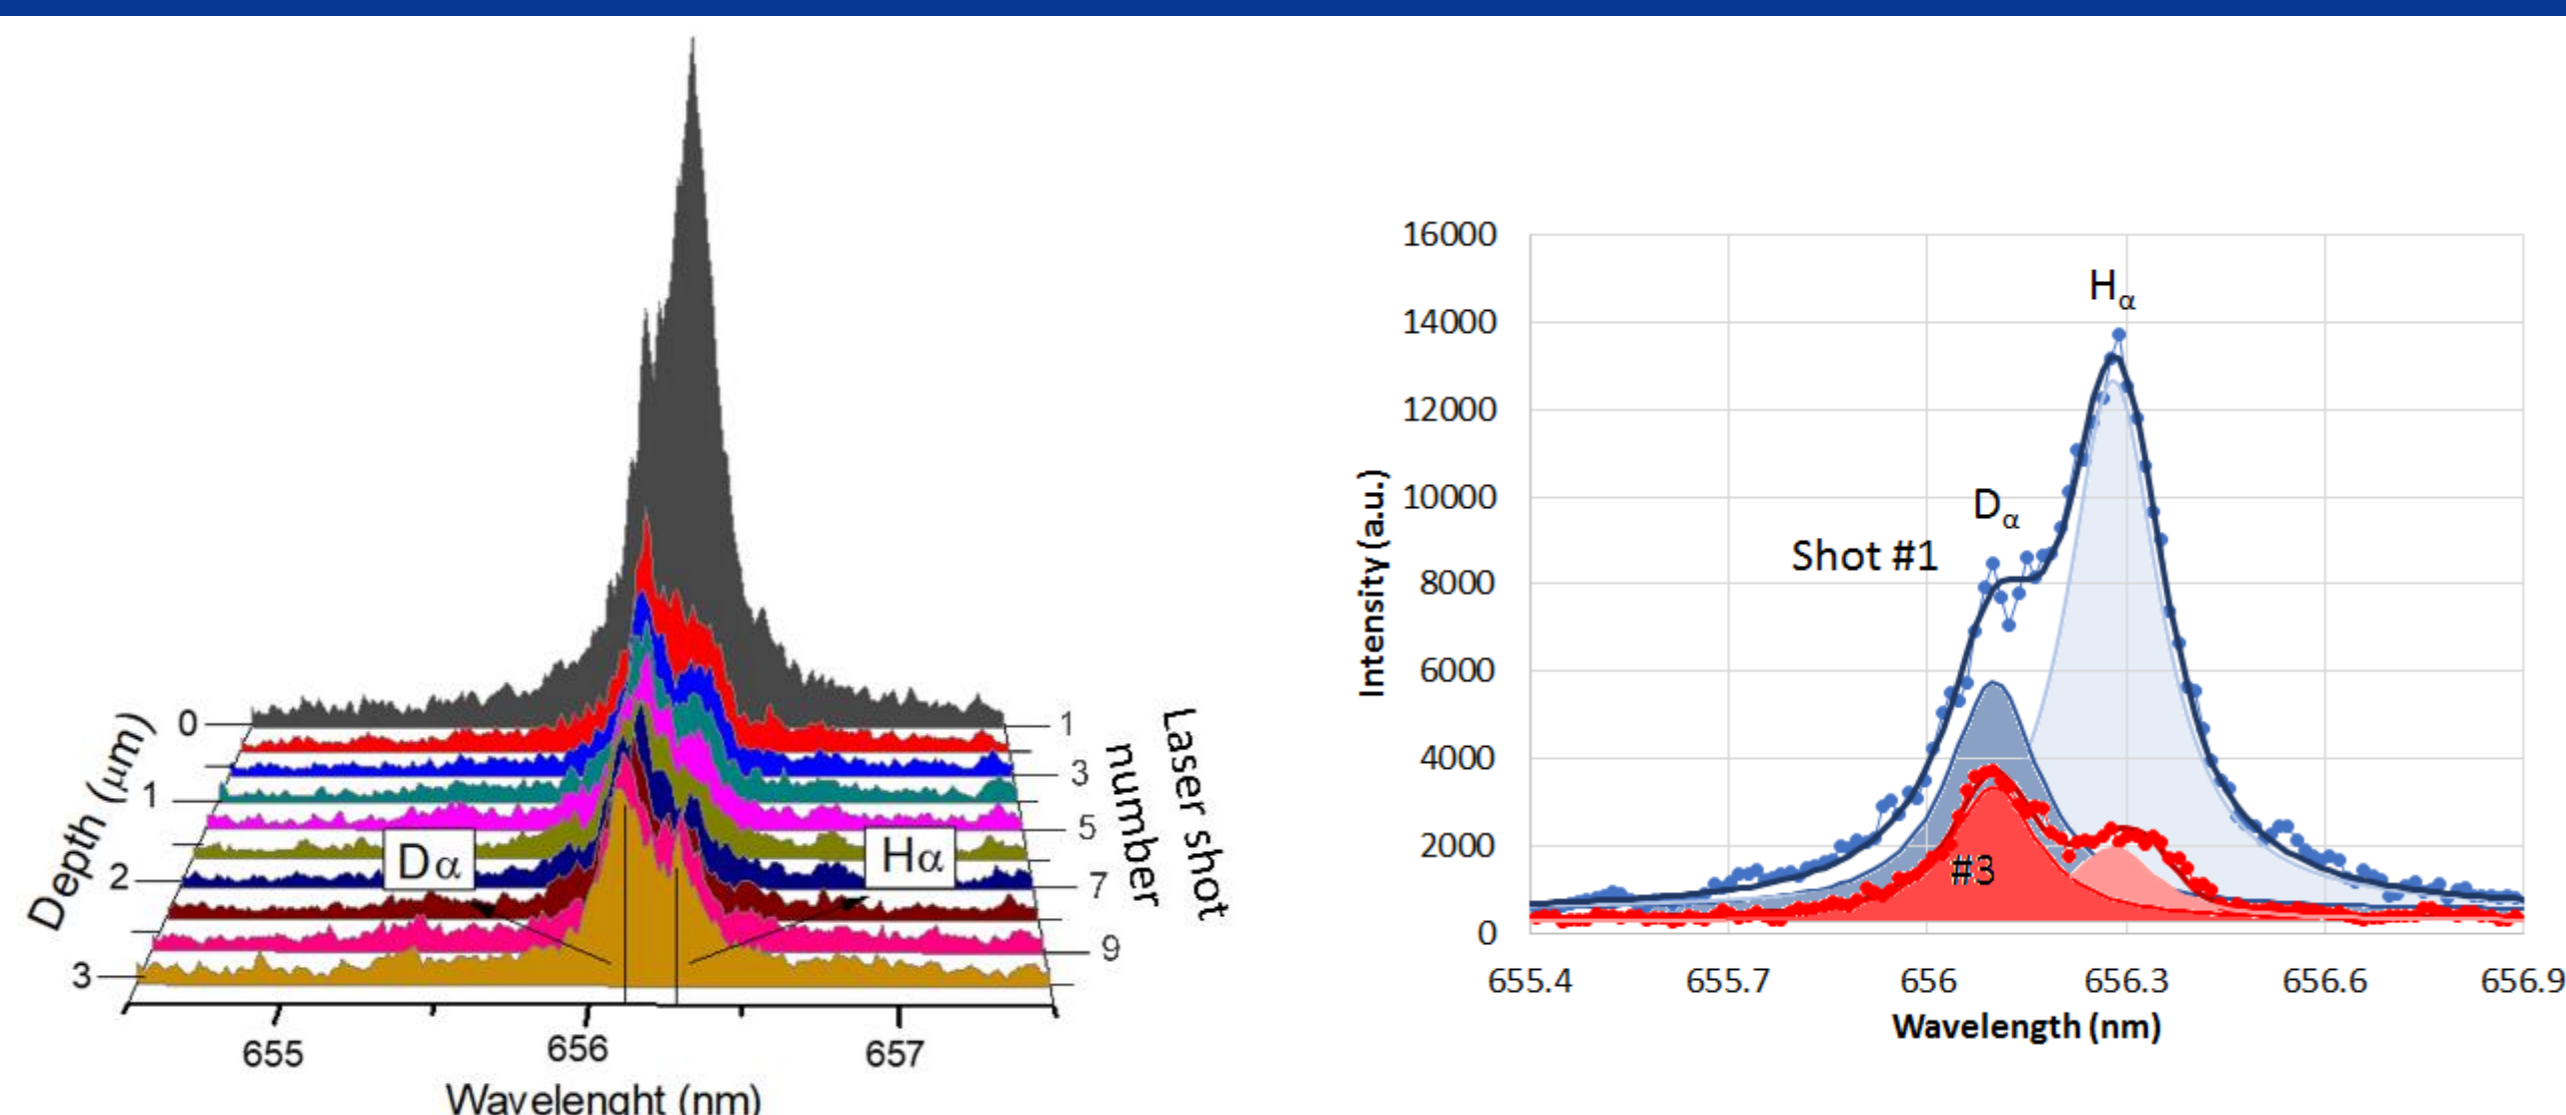 0
1
2
3
Depth (μm)
1
3
5
7
9
Laser shot
number
Dα
Hα
655
656
657
Wavelenght (nm)
16000
14000
12000
10000
8000
6000
4000
2000
0
Intensity (a.u.)
Hα
Dα
Shot #1
#3
655.4
655.7
656
656.3
656.6
656.9
Wavelength (nm)